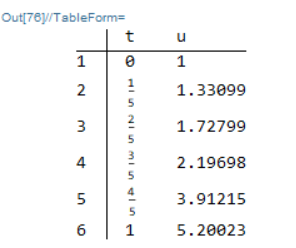 Out[76]//TableForm=
t u
1 0 1
2 1/5 1.33099
3 2/5 1.72799
4 3/5 2.19698
5 4/5 3.91215
6 1 5.20023